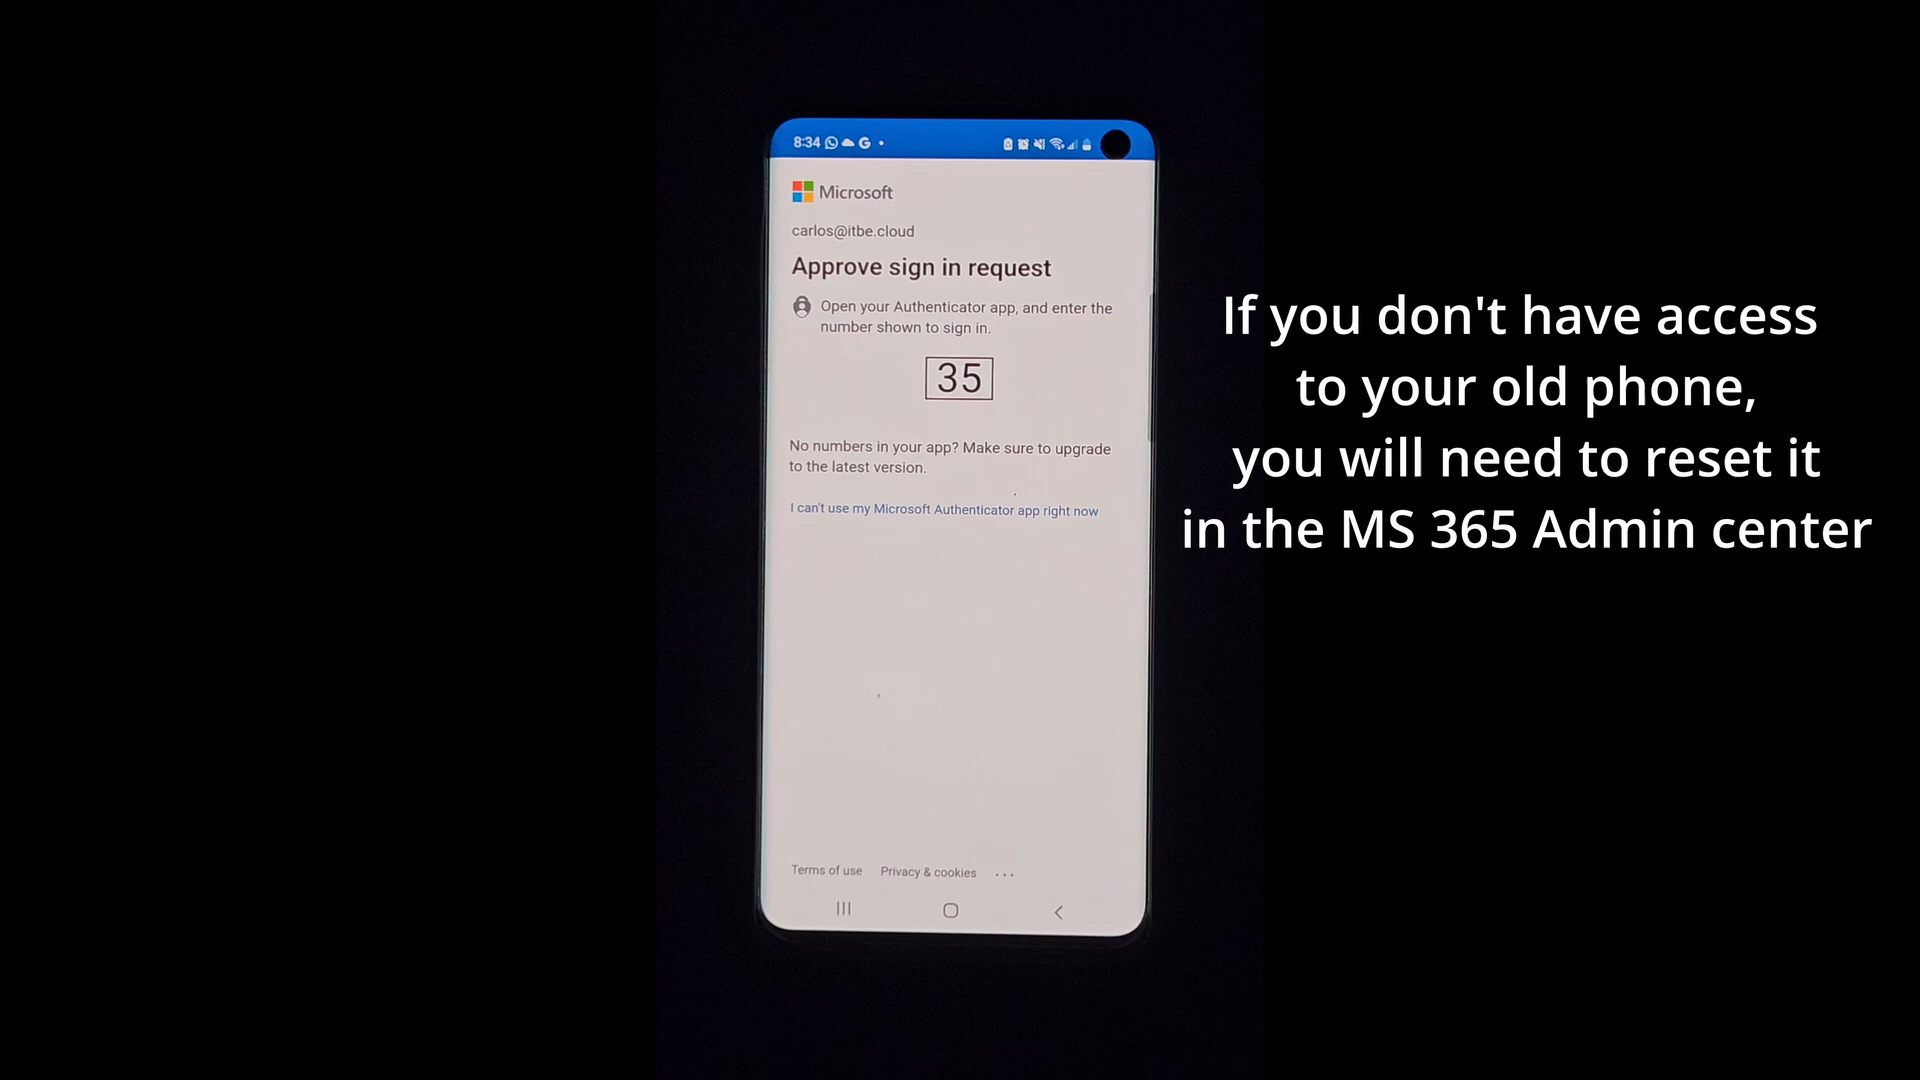 8:34
Microsoft
carlos@itbe.cloud
Approve sign in request
Open your Authenticator app, and enter the
number shown to sign in.
35
No numbers in your app? Make sure to upgrade
to the latest version.
I can't use my Microsoft Authenticator app right now
Terms of use Privacy & cookies ...
If you don't have access
to your old phone,
you will need to reset it
in the MS 365 Admin center